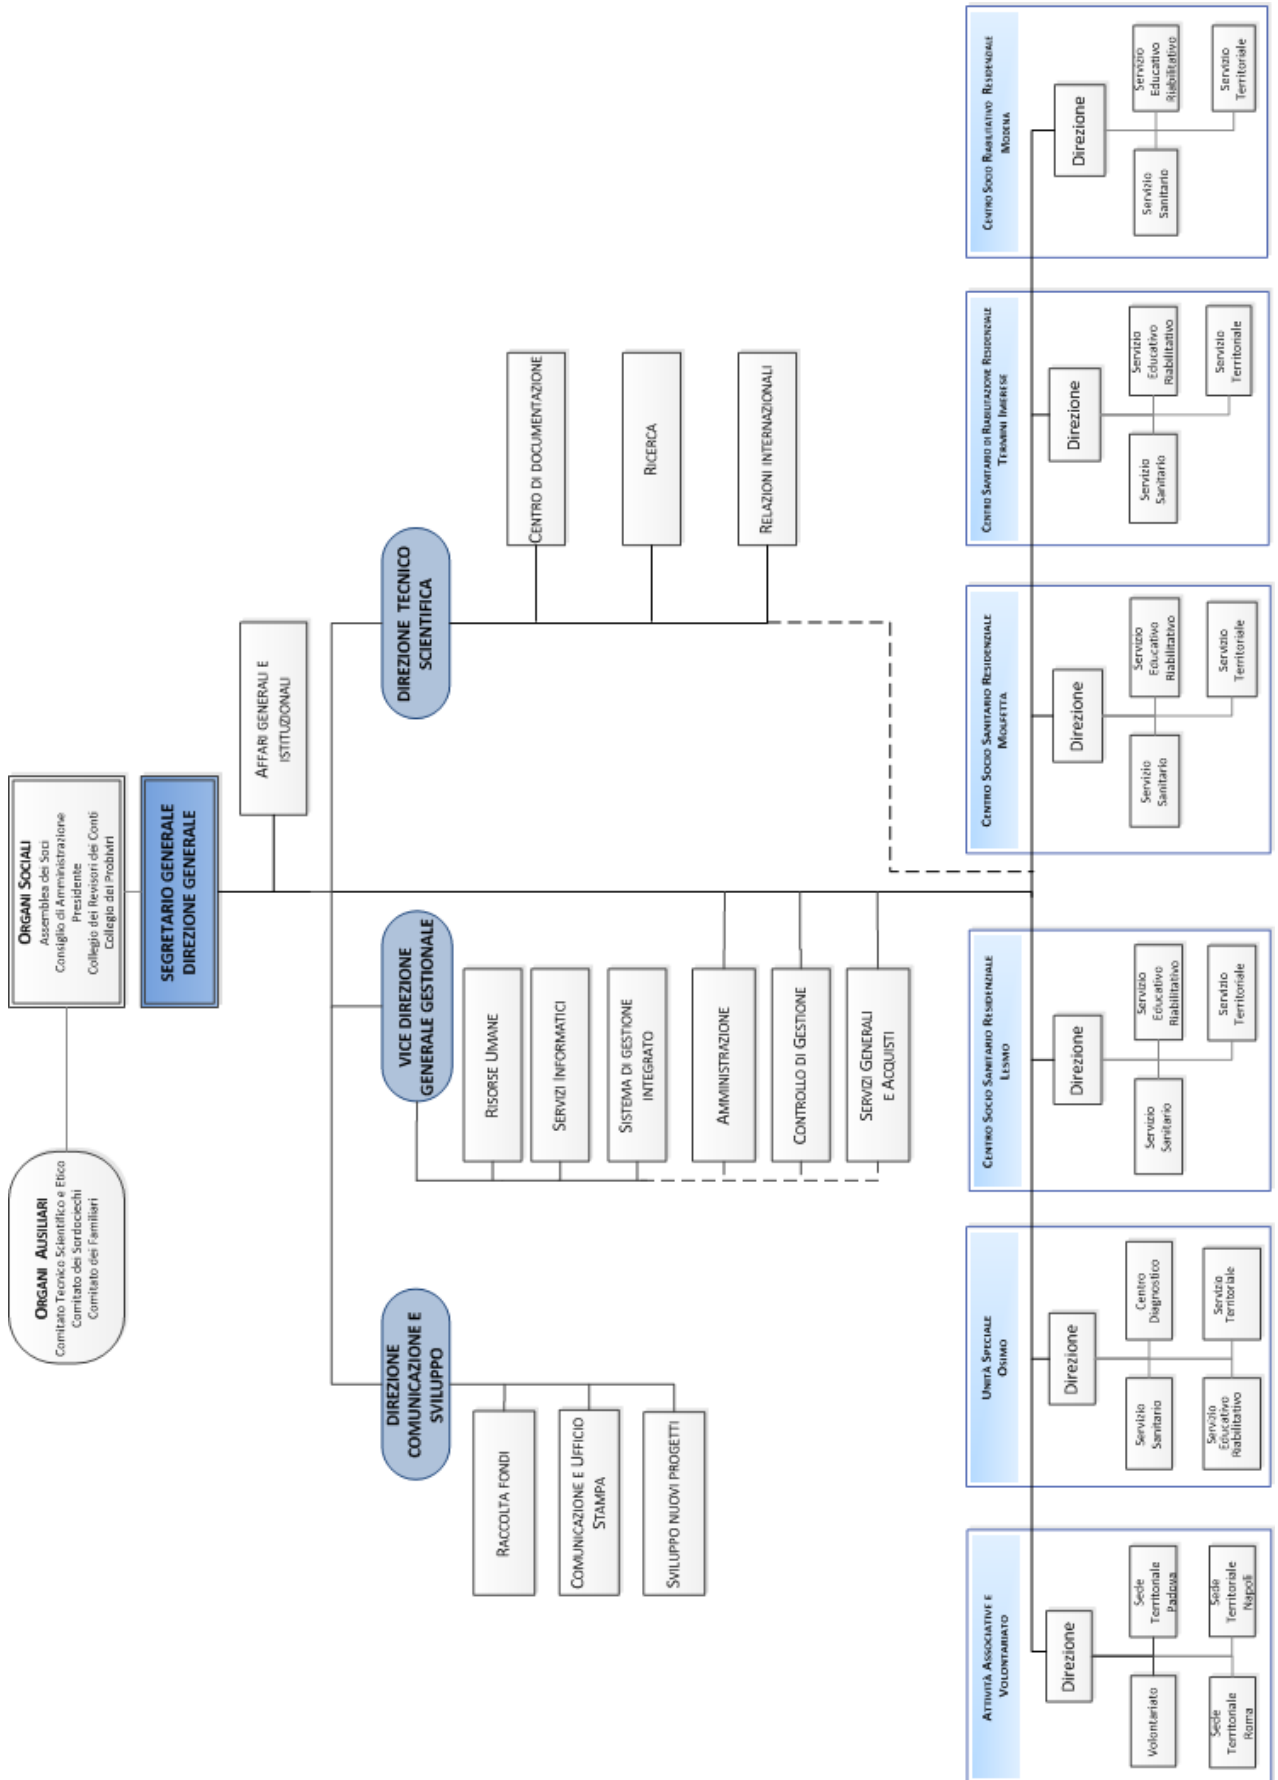 ORGANI AUSILIARI
Comitato Tecnico Scientifico e Etico
Comitato dei Sordociechi
Comitato dei Familiari
ORGANI SOCIALI
Assemblea dei Soci
Consiglio di Amministrazione
Presidente
Collegio dei Revisori dei Conti
Collegio dei Probiviri
SEGRETARIO GENERALE
DIREZIONE GENERALE
AFFARI GENERALI E
ISTITUZIONALI
DIREZIONE
COMUNICAZIONE E
SVILUPPO
RACCOLTA FONDI
COMUNICAZIONE E UFFICIO
STAMPA
SVILUPPO NUOVI PROGETTI
VICE DIREZIONE
GENERALE GESTIONALE
RISORSE UMANE
SERVIZI INFORMATICI
SISTEMA DI GESTIONE
INTEGRATO
AMMINISTRAZIONE
CONTROLLO DI GESTIONE
SERVIZI GENERALI
E ACQUISTI
DIREZIONE TECNICO
SCIENTIFICA
CENTRO DI DOCUMENTAZIONE
RICERCA
RELAZIONI INTERNAZIONALI
ATTIVITÀ ASSOCIATIVE E
VOLONTARIATO
Direzione
Volontariato
Sede
Territoriale
Padova
Sede
Territoriale
Roma
Sede
Territoriale
Napoli
UNITÀ SPECIALE
OSIMO
Direzione
Servizio
Sanitario
Centro
Diagnostico
Servizio
Educativo
Riabilitativo
Servizio
Territoriale
CENTRO SOCIO SANITARIO RESIDENZIALE
LESMO
Direzione
Servizio
Sanitario
Servizio
Educativo
Riabilitativo
Servizio
Territoriale
CENTRO SOCIO SANITARIO RESIDENZIALE
MOLFETTA
Direzione
Servizio
Sanitario
Servizio
Educativo
Riabilitativo
Servizio
Territoriale
CENTRO SANITARIO DI RIABILITAZIONE RESIDENZIALE
TERMINI IMERESE
Direzione
Servizio
Sanitario
Servizio
Educativo
Riabilitativo
Servizio
Territoriale
CENTRO SOCIO RIABILITATIVO RESIDENZIALE
MODENA
Direzione
Servizio
Sanitario
Servizio
Educativo
Riabilitativo
Servizio
Territoriale